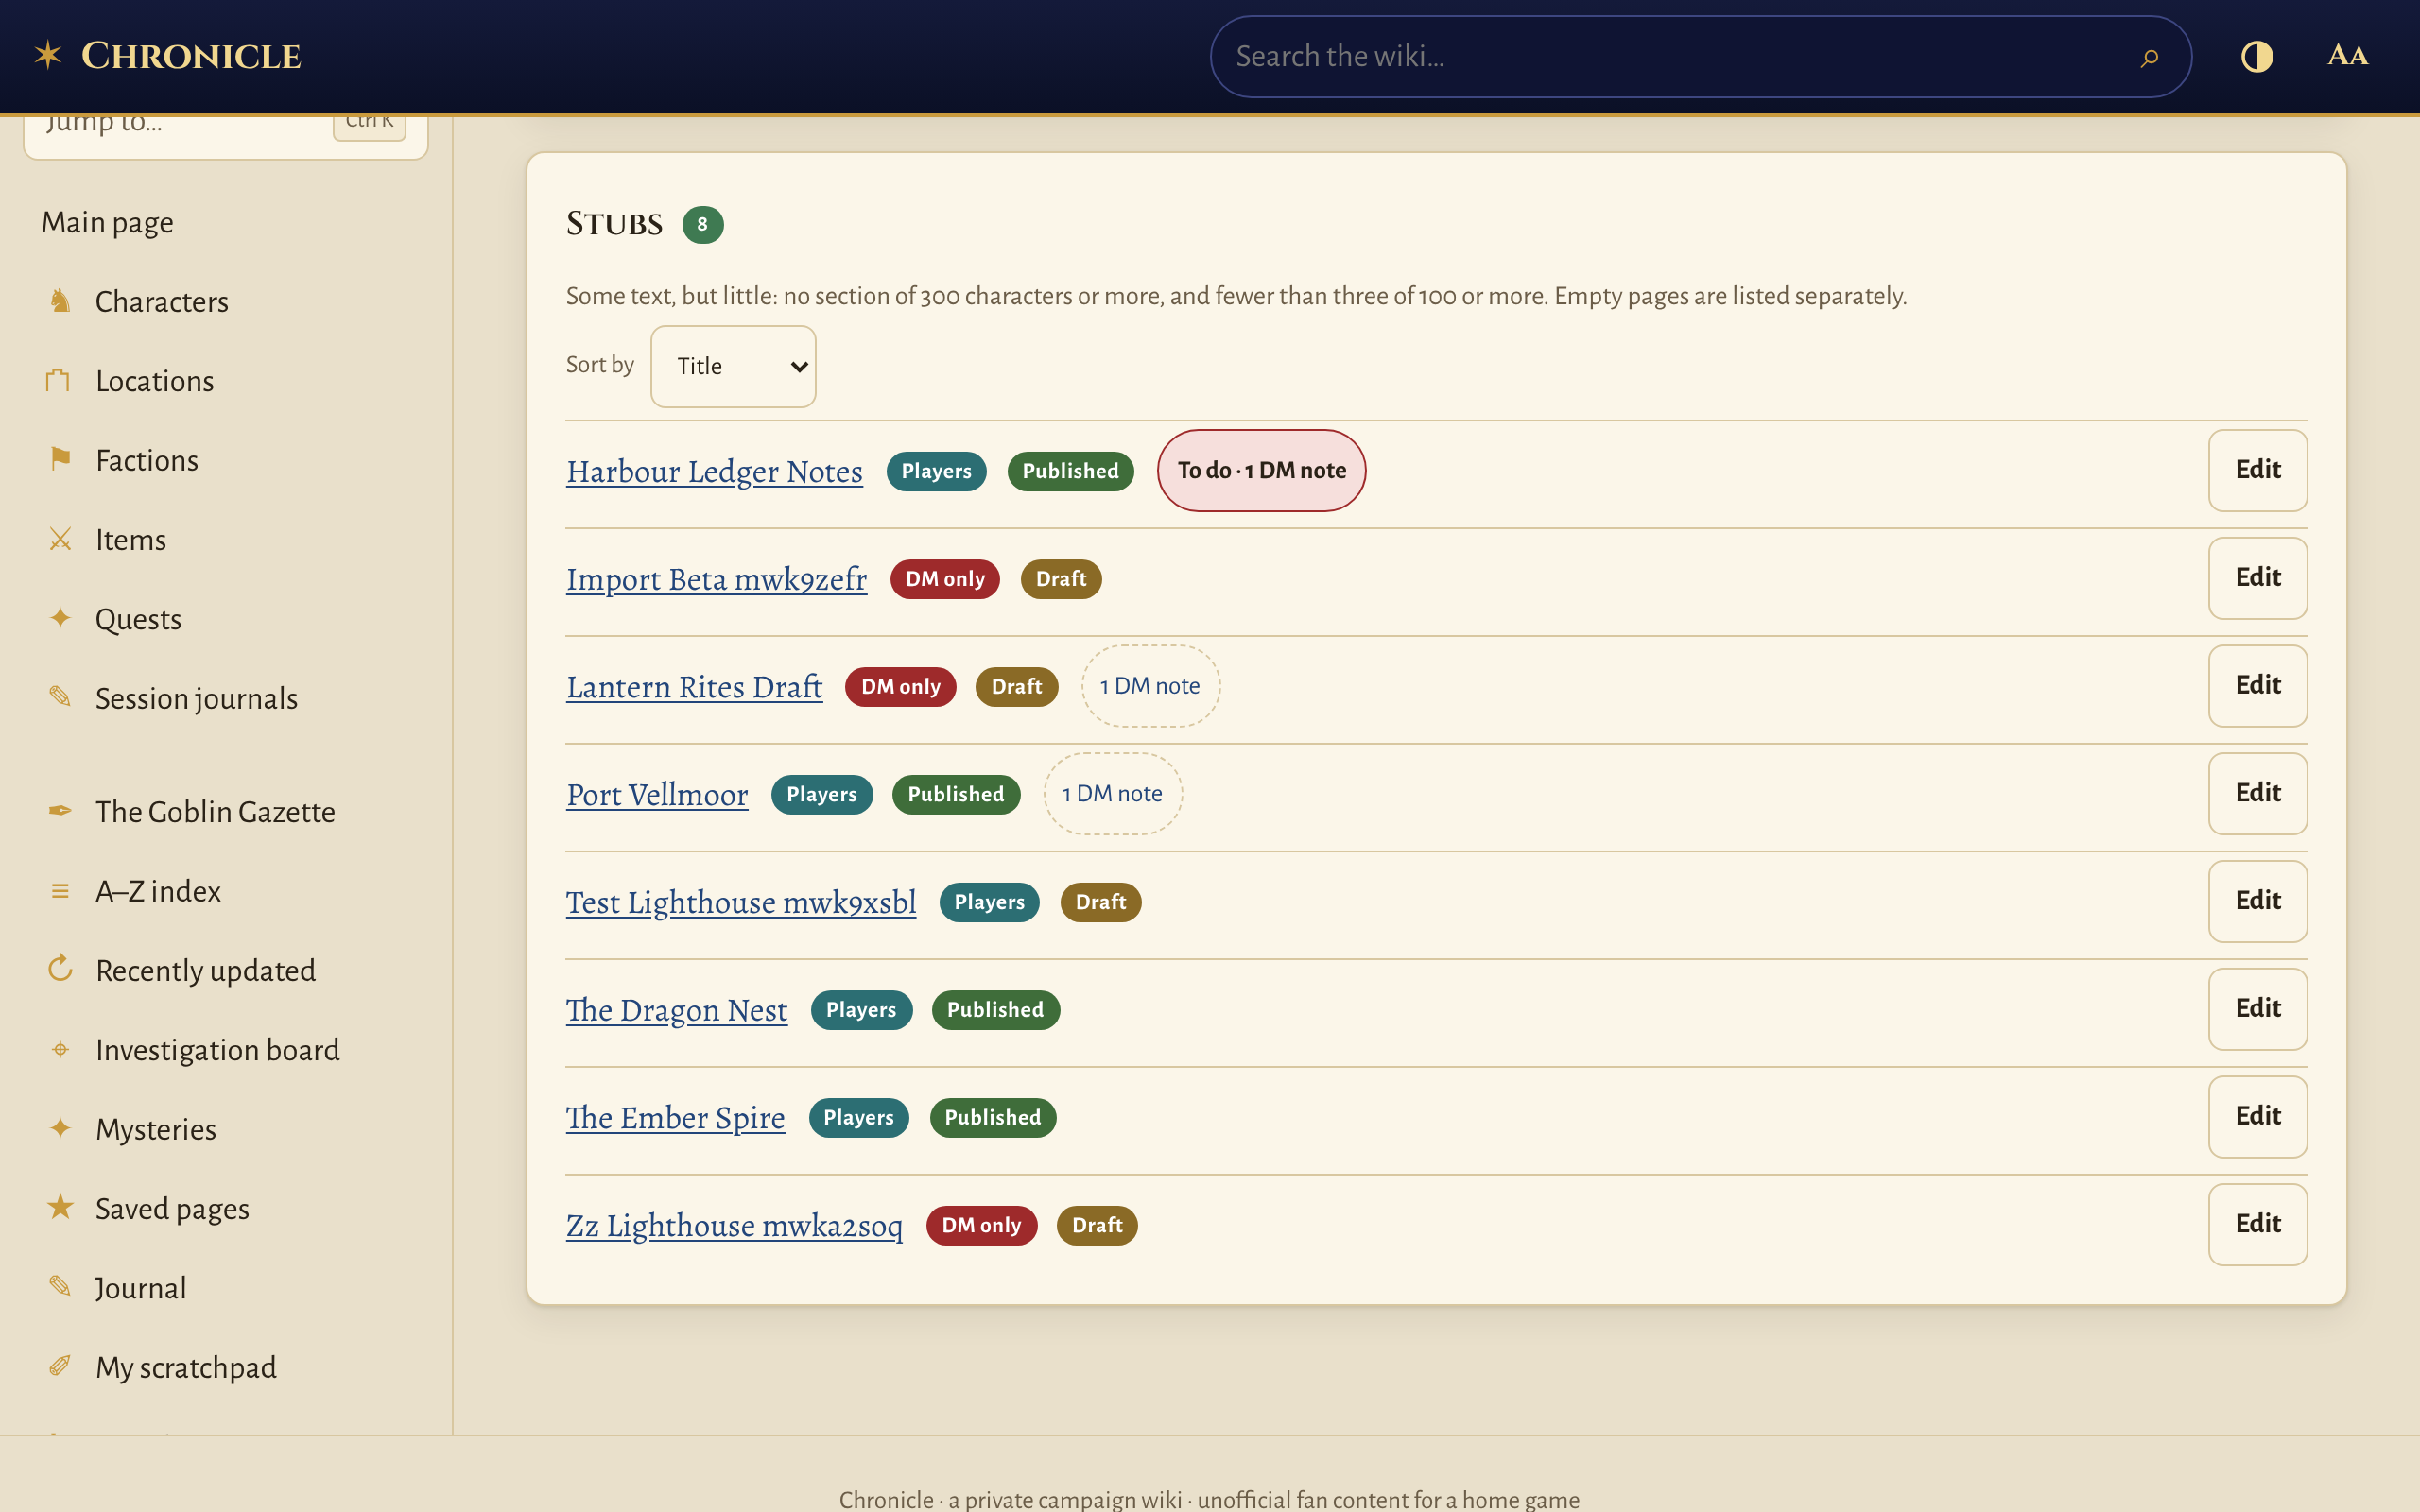 Chronicle
Search the wiki...
Aa
Jump to...
Ctrl K
Main page
Characters
Locations
Factions
Items
Quests
Session journals
The Goblin Gazette
A–Z index
Recently updated
Investigation board
Mysteries
Saved pages
Journal
My scratchpad
Stubs 8
Some text, but little: no section of 300 characters or more, and fewer than three of 100 or more. Empty pages are listed separately.
Sort by Title
Harbour Ledger Notes Players Published To do · 1 DM note Edit
Import Beta mwk9zefr DM only Draft Edit
Lantern Rites Draft DM only Draft 1 DM note Edit
Port Vellmoor Players Published 1 DM note Edit
Test Lighthouse mwk9xsbl Players Draft Edit
The Dragon Nest Players Published Edit
The Ember Spire Players Published Edit
Zz Lighthouse mwka2soq DM only Draft Edit
Chronicle · a private campaign wiki · unofficial fan content for a home game